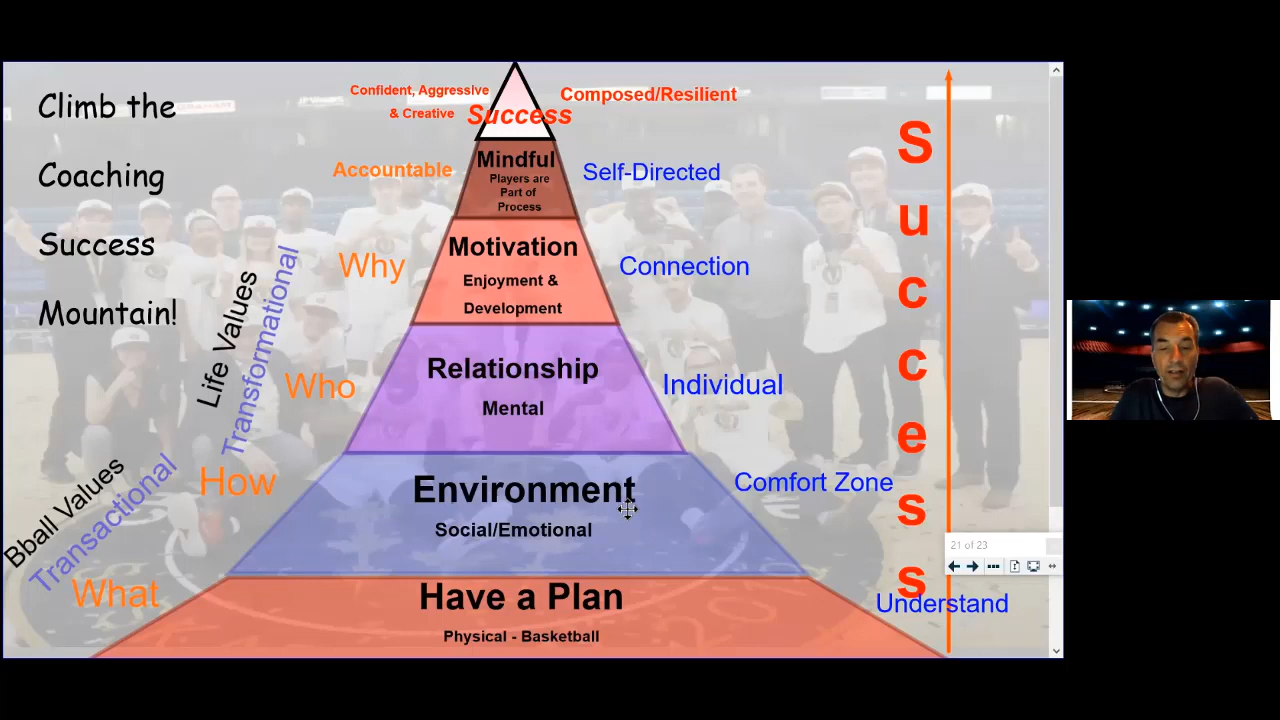 Climb the
Coaching
Success
Mountain!
Confident, Aggressive
& Creative
Success
Composed/Resilient
Accountable
Mindful
Players are
Part of
Process
Self-Directed
Why
Motivation
Enjoyment &
Development
Connection
Life Values
Transformational
Who
Relationship
Mental
Individual
How
Environment
Social/Emotional
Comfort Zone
Bball Values
Transactional
What
Have a Plan
Physical - Basketball
Understand
Success
21 of 23